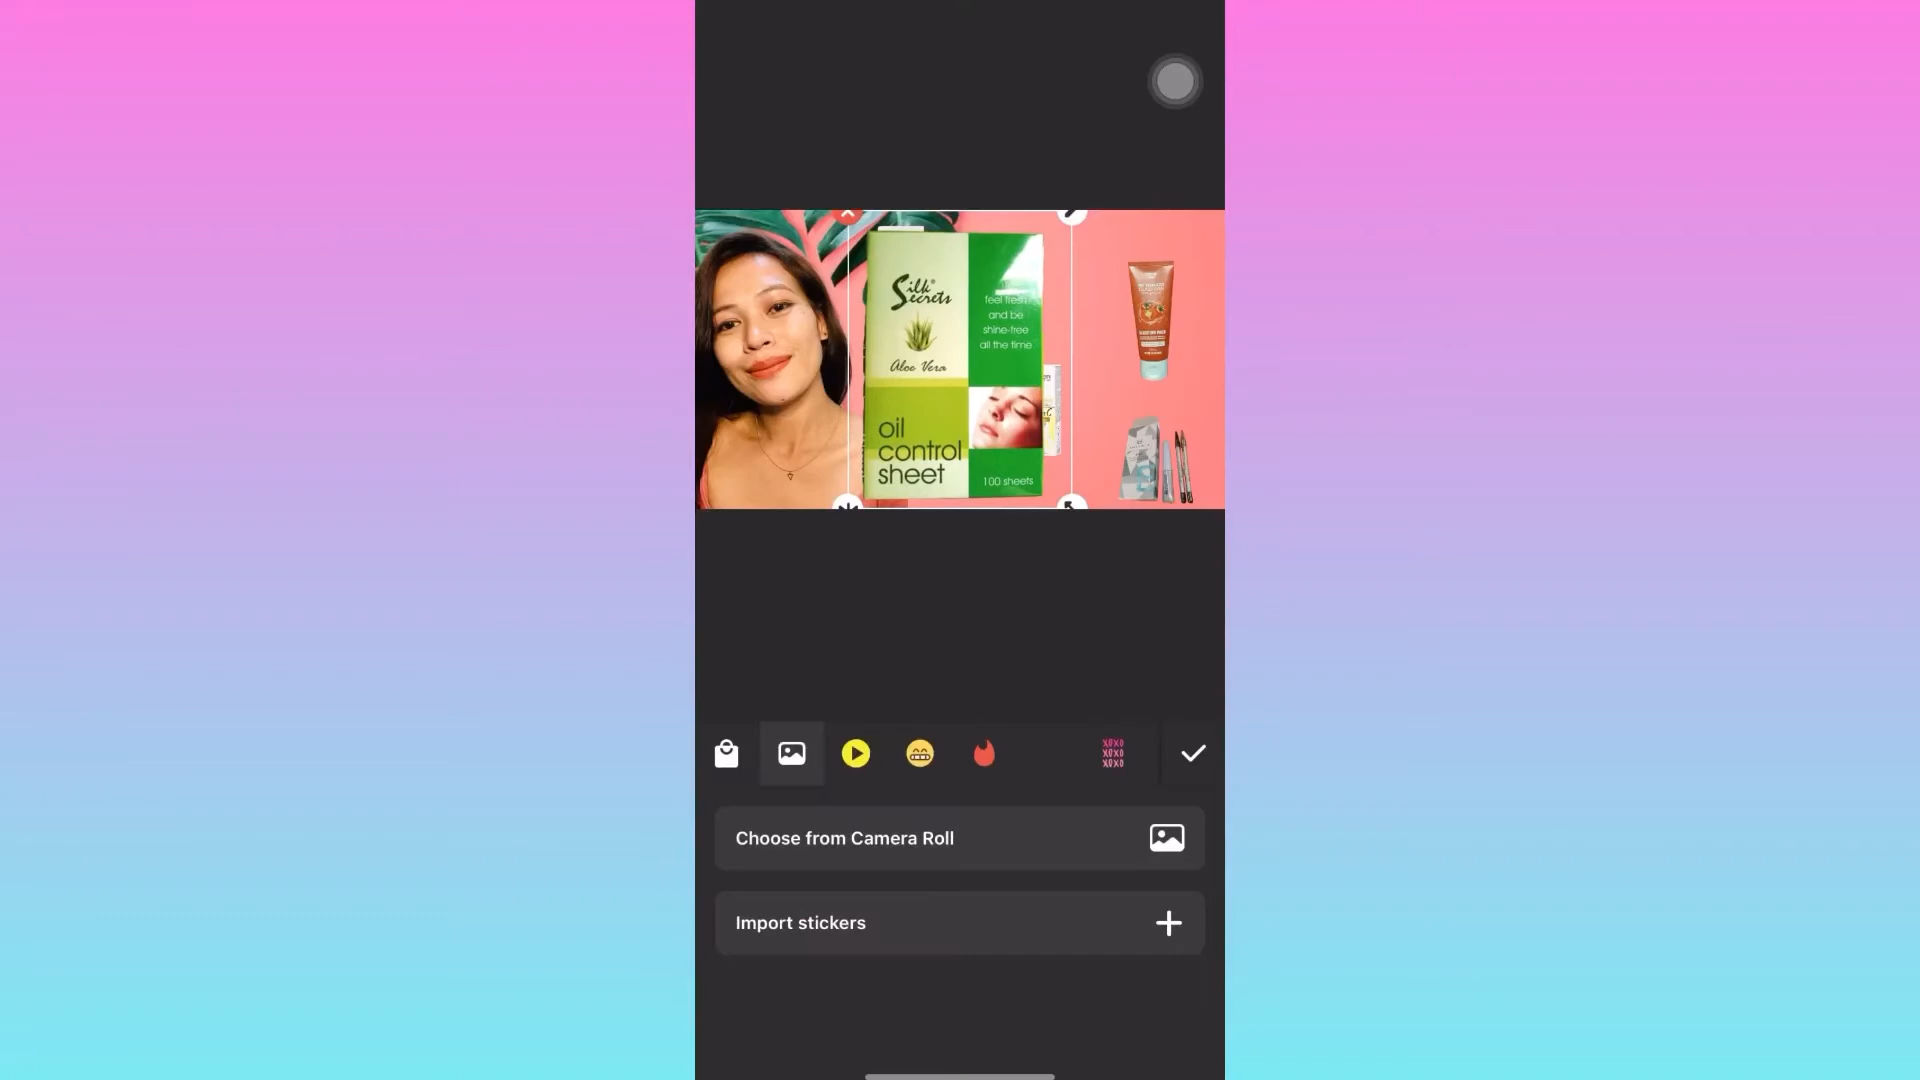 Silk®
Secrets
Aloe Vera
feel fresh
and be
shine-free
all the time
oil
control
sheet
100 sheets
XOXO
XOXO
XOXO
Choose from Camera Roll
Import stickers